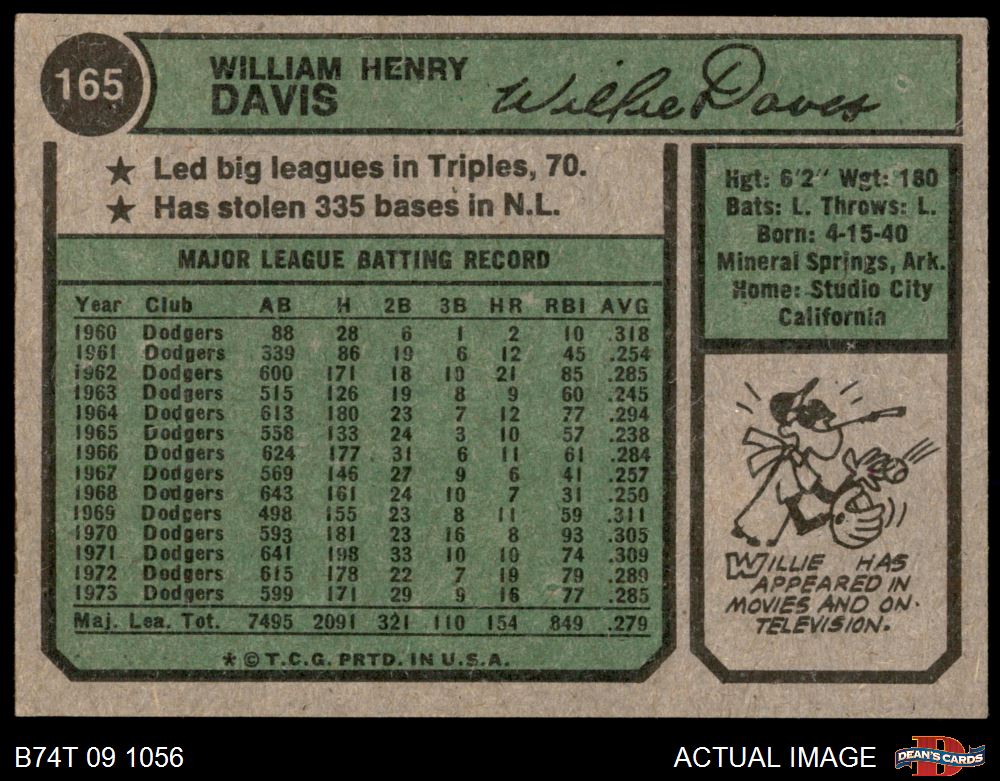 165
WILLIAM HENRY
DAVIS
Willie Davis
★ Led big leagues in Triples, 70.
★ Has stolen 335 bases in N.L.
MAJOR LEAGUE BATTING RECORD
Year Club AB H 2B 3B HR RBI AVG
1960 Dodgers 88 28 6 1 2 10 .318
1961 Dodgers 339 86 19 6 12 45 .254
1962 Dodgers 600 171 18 10 21 85 .285
1963 Dodgers 515 126 19 8 9 60 .245
1964 Dodgers 613 180 23 7 12 77 .294
1965 Dodgers 558 133 24 3 10 57 .238
1966 Dodgers 624 177 31 6 11 61 .284
1967 Dodgers 569 146 27 9 6 41 .257
1968 Dodgers 643 161 24 10 7 31 .250
1969 Dodgers 498 155 23 8 11 59 .311
1970 Dodgers 593 181 23 16 8 93 .305
1971 Dodgers 641 198 33 10 10 74 .309
1972 Dodgers 615 178 22 7 19 79 .289
1973 Dodgers 599 171 29 9 16 77 .285
Maj. Lea. Tot. 7495 2091 321 110 154 849 .279
* © T.C.G. PRTD. IN U.S.A.
Hgt: 6'2" Wgt: 180
Bats: L. Throws: L.
Born: 4-15-40
Mineral Springs, Ark.
Home: Studio City
California
WILLIE HAS
APPEARED IN
MOVIES AND ON
TELEVISION.
B74T 09 1056
ACTUAL IMAGE
DEAN'S CARDS